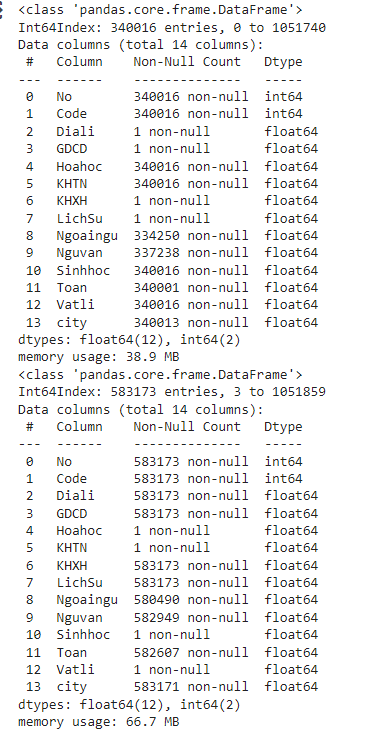 <class 'pandas.core.frame.DataFrame'>
Int64Index: 340016 entries, 0 to 1051740
Data columns (total 14 columns):
 #   Column    Non-Null Count   Dtype
---  ------    --------------   -----
 0   No        340016 non-null  int64
 1   Code      340016 non-null  int64
 2   Diali     1 non-null       float64
 3   GDCD      1 non-null       float64
 4   Hoahoc    340016 non-null  float64
 5   KHTN      340016 non-null  float64
 6   KHXH      1 non-null       float64
 7   LichSu    1 non-null       float64
 8   Ngoaingu  334250 non-null  float64
 9   Nguvan    337238 non-null  float64
 10  Sinhhoc   340016 non-null  float64
 11  Toan      340001 non-null  float64
 12  Vatli     340016 non-null  float64
 13  city      340013 non-null  float64
dtypes: float64(12), int64(2)
memory usage: 38.9 MB
<class 'pandas.core.frame.DataFrame'>
Int64Index: 583173 entries, 3 to 1051859
Data columns (total 14 columns):
 #   Column    Non-Null Count   Dtype
---  ------    --------------   -----
 0   No        583173 non-null  int64
 1   Code      583173 non-null  int64
 2   Diali     583173 non-null  float64
 3   GDCD      583173 non-null  float64
 4   Hoahoc    1 non-null       float64
 5   KHTN      1 non-null       float64
 6   KHXH      583173 non-null  float64
 7   LichSu    583173 non-null  float64
 8   Ngoaingu  580490 non-null  float64
 9   Nguvan    582949 non-null  float64
 10  Sinhhoc   1 non-null       float64
 11  Toan      582607 non-null  float64
 12  Vatli     1 non-null       float64
 13  city      583171 non-null  float64
dtypes: float64(12), int64(2)
memory usage: 66.7 MB